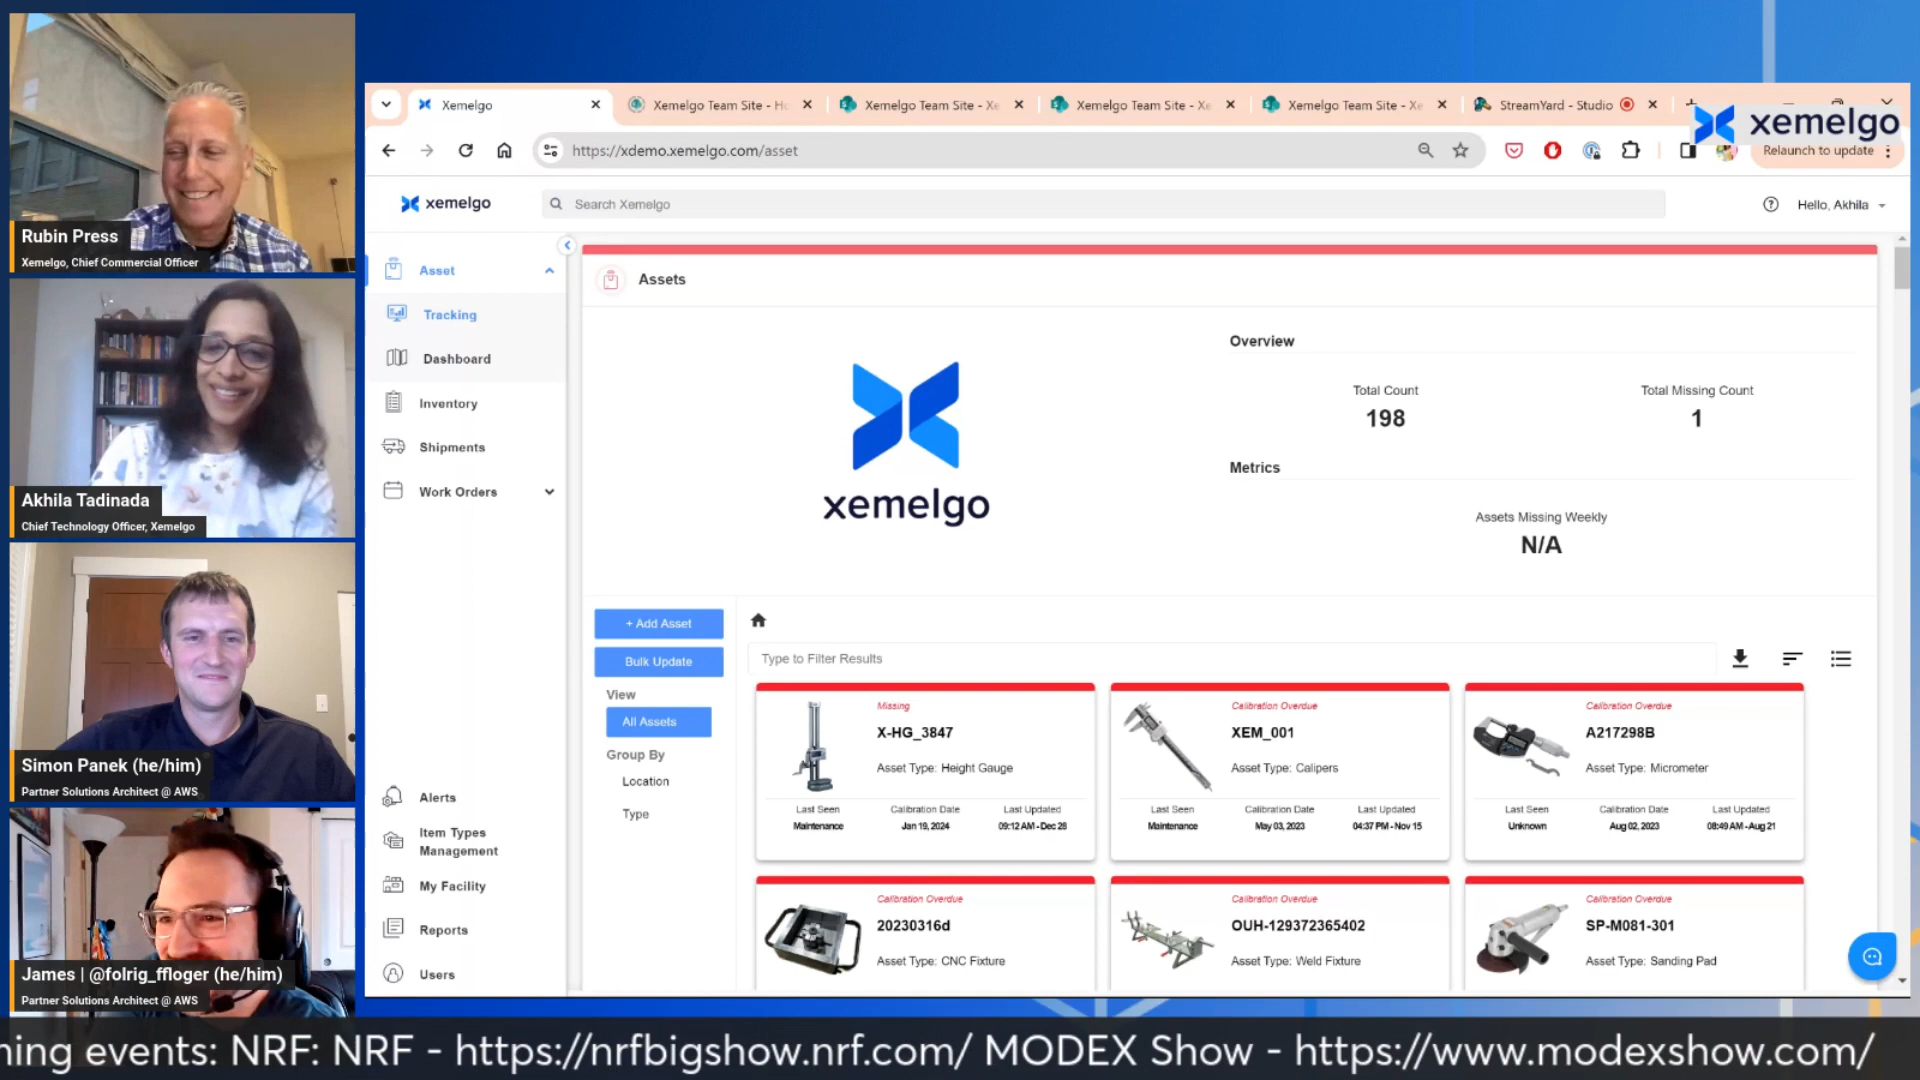 Rubin Press
Xemelgo, Chief Commercial Officer
Akhila Tadinada
Chief Technology Officer, Xemelgo
Simon Panek (he/him)
Partner Solutions Architect @ AWS
James | @folrig_ffloger (he/him)
Partner Solutions Architect @ AWS
Xemelgo
Xemelgo Team Site - Ho
Xemelgo Team Site - Xe
Xemelgo Team Site - Xe
Xemelgo Team Site - Xe
StreamYard - Studio
xemelgo
https://xdemo.xemelgo.com/asset
Relaunch to update
xemelgo
Search Xemelgo
Hello, Akhila
Asset
Tracking
Dashboard
Inventory
Shipments
Work Orders
Alerts
Item Types
Management
My Facility
Reports
Users
Assets
xemelgo
Overview
Total Count
198
Total Missing Count
1
Metrics
Assets Missing Weekly
N/A
+ Add Asset
Bulk Update
View
All Assets
Group By
Location
Type
Type to Filter Results
Missing
X-HG_3847
Asset Type: Height Gauge
Last Seen Calibration Date Last Updated
Maintenance Jan 19, 2024 09:12 AM - Dec 28
Calibration Overdue
XEM_001
Asset Type: Calipers
Last Seen Calibration Date Last Updated
Maintenance May 03, 2023 04:37 PM - Nov 15
Calibration Overdue
A217298B
Asset Type: Micrometer
Last Seen Calibration Date Last Updated
Unknown Aug 02, 2023 08:49 AM - Aug 21
Calibration Overdue
20230316d
Asset Type: CNC Fixture
Calibration Overdue
OUH-129372365402
Asset Type: Weld Fixture
Calibration Overdue
SP-M081-301
Asset Type: Sanding Pad
ning events: NRF: NRF - https://nrfbigshow.nrf.com/ MODEX Show - https://www.modexshow.com/